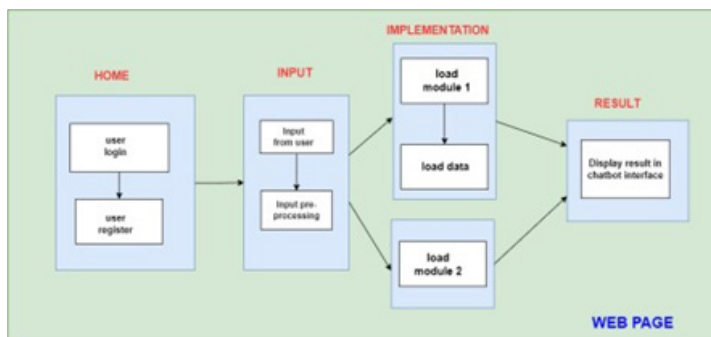 HOME
user
login
user
register
INPUT
Input
from user
Input pre-
processing
IMPLEMENTATION
load
module 1
load data
load
module 2
RESULT
Display result in
chatbot interface
WEB PAGE